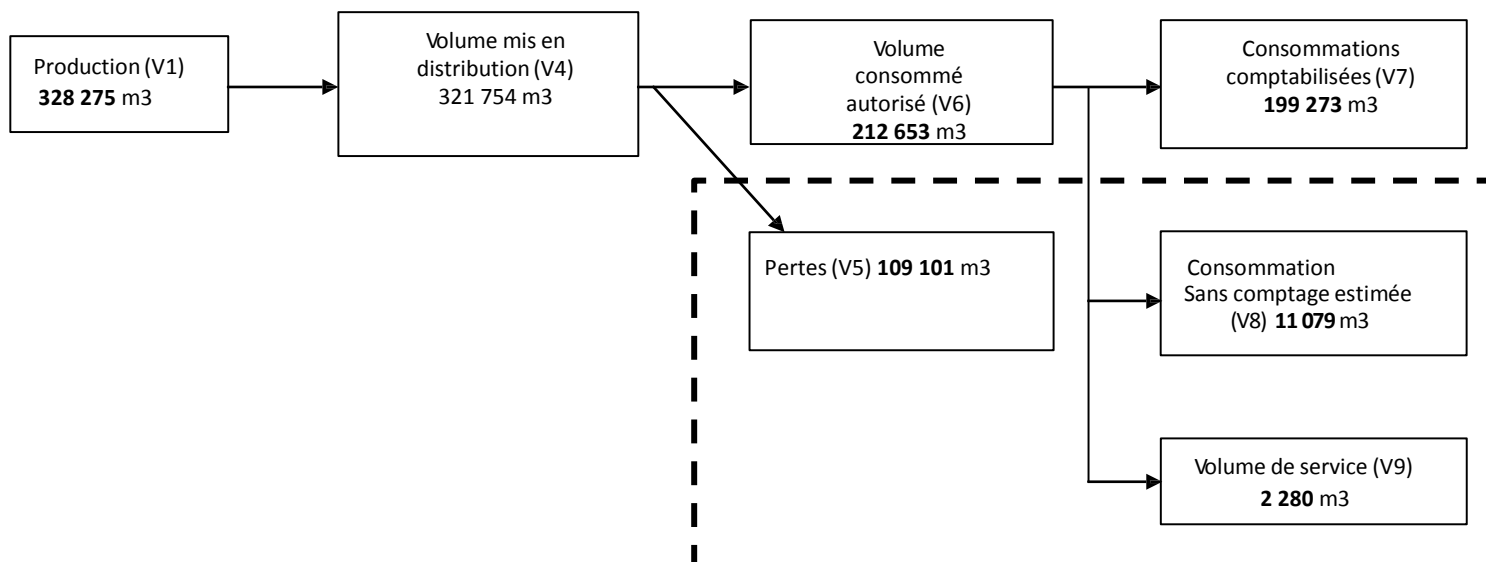 Production (V1)
328 275 m3
Volume mis en
distribution (V4)
321 754 m3
Volume
consommé
autorisé (V6)
212 653 m3
Consommations
comptabilisées (V7)
199 273 m3
Pertes (V5) 109 101 m3
Consommation
Sans comptage estimée
(V8) 11 079 m3
Volume de service (V9)
2 280 m3